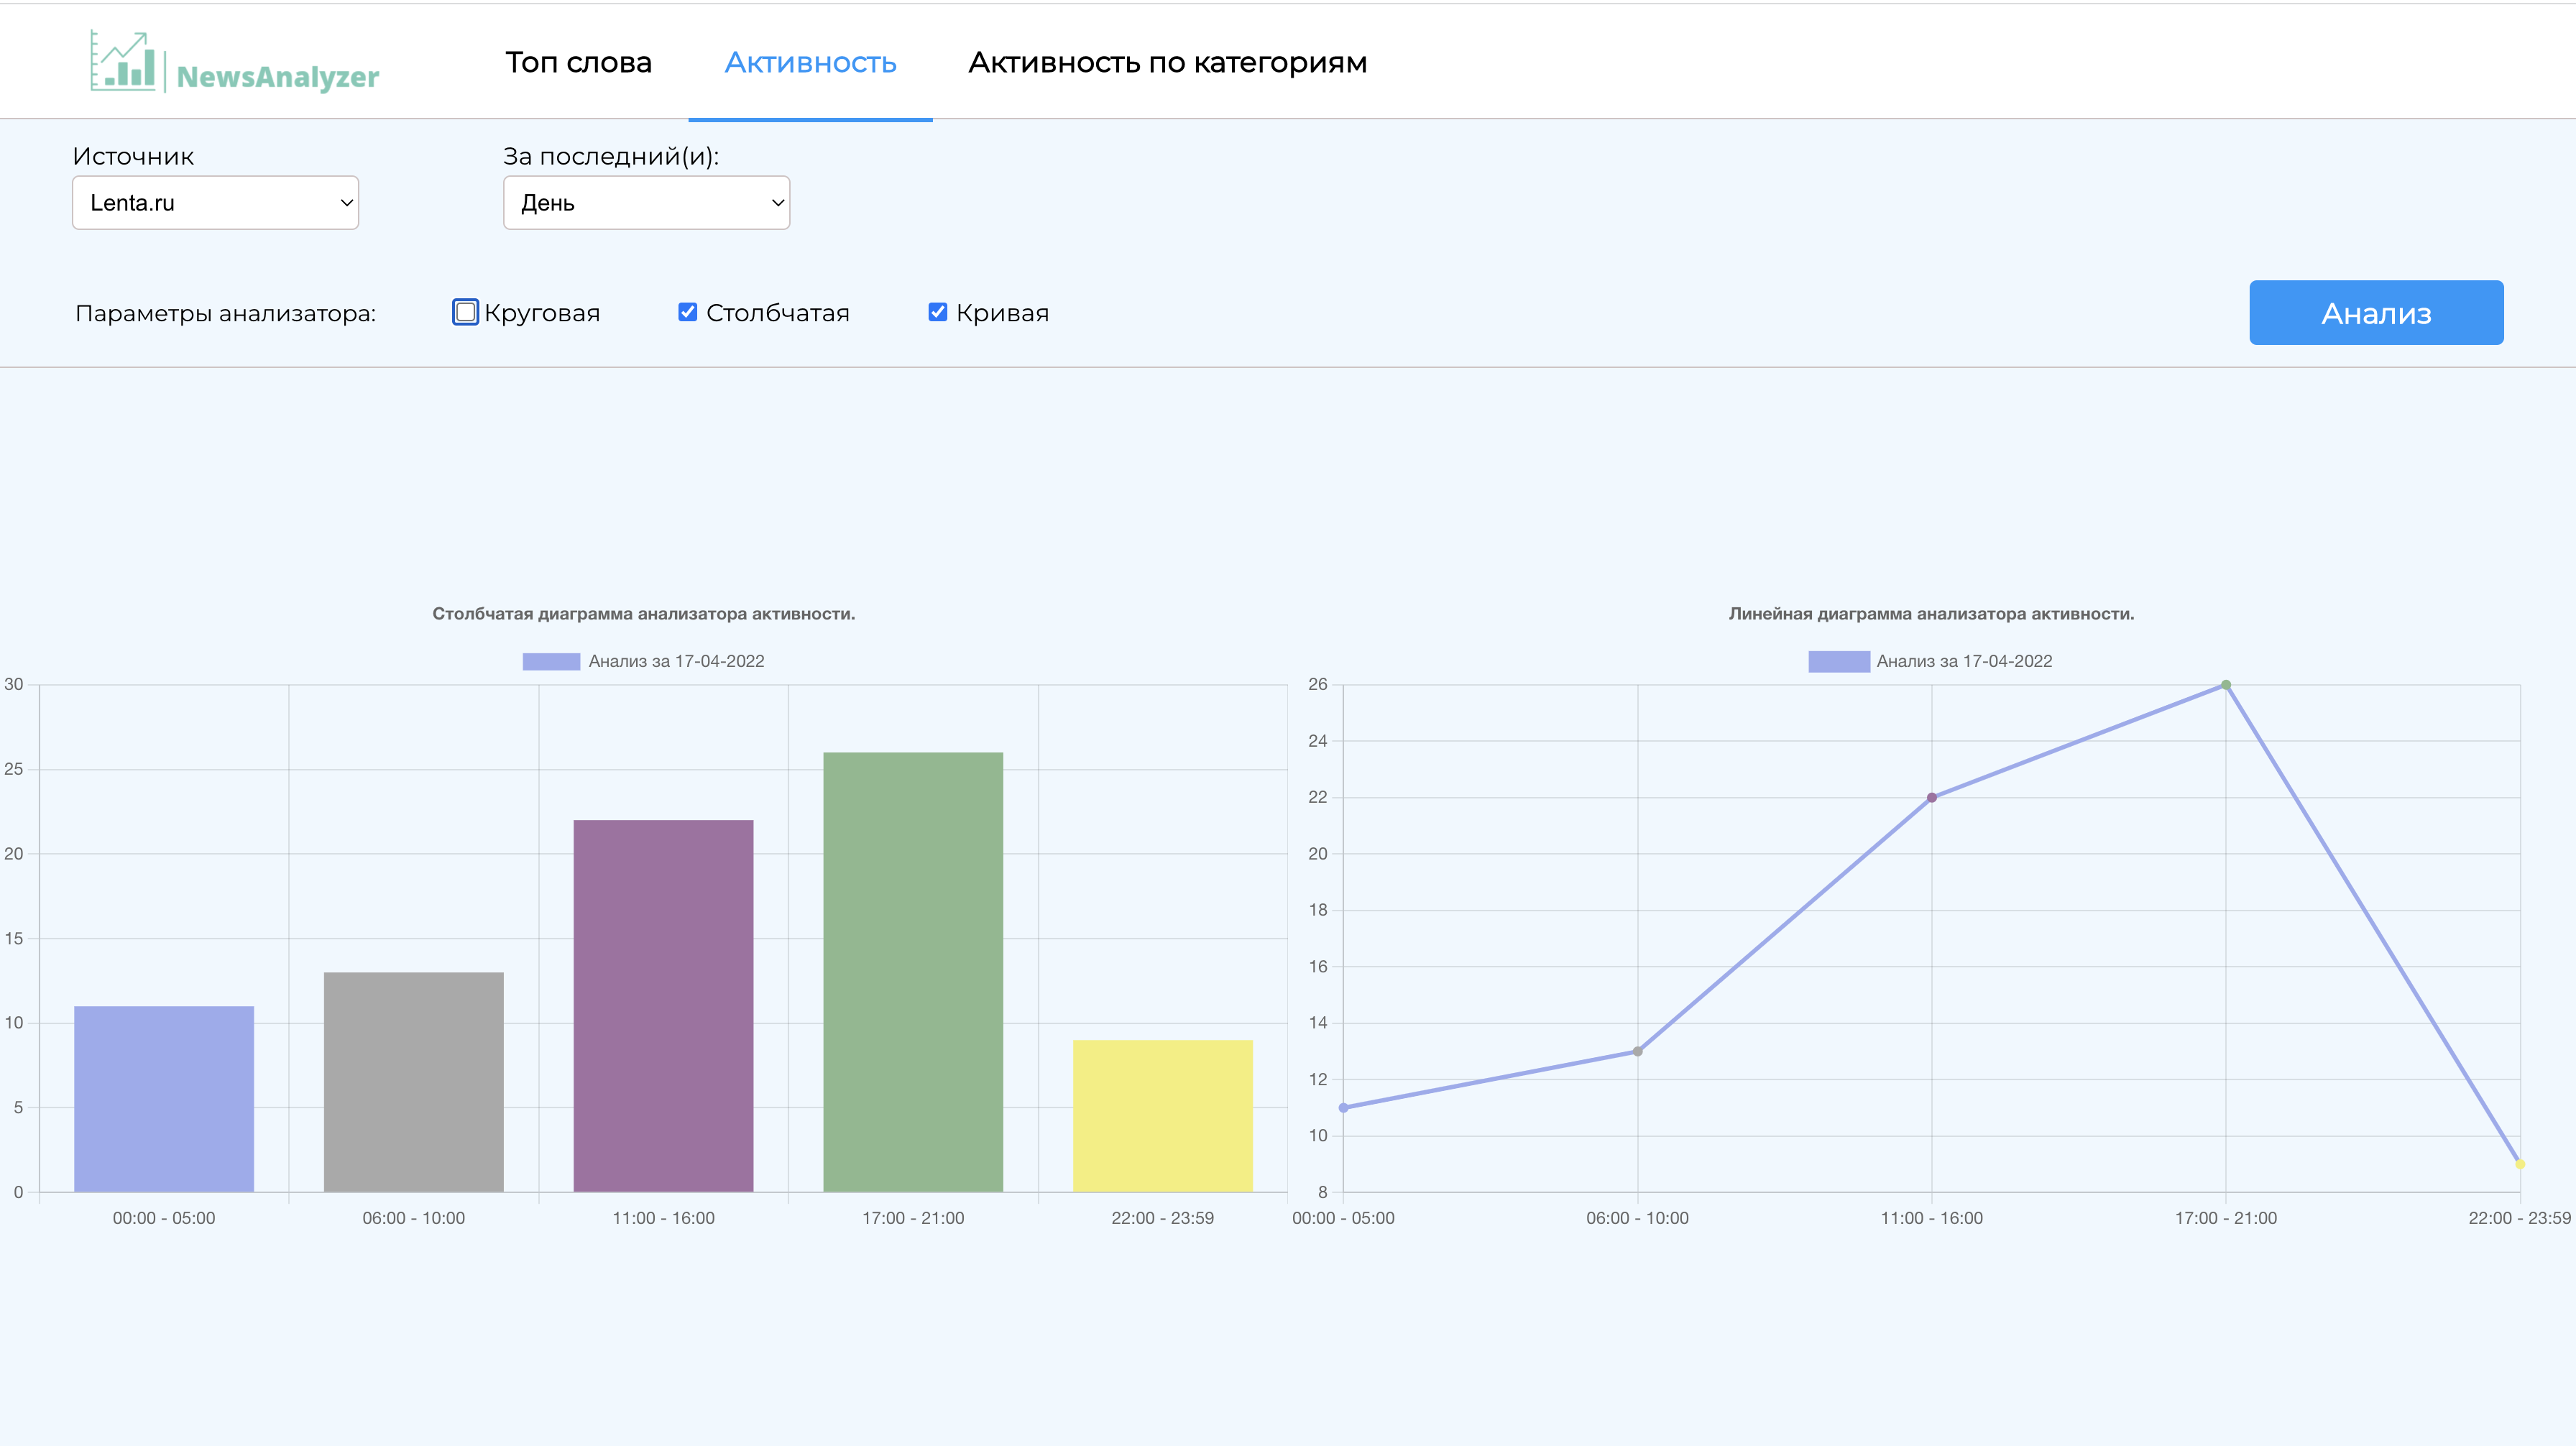 NewsAnalyzer
Топ слова
Активность
Активность по категориям
Источник
За последний(и):
Lenta.ru
День
Параметры анализатора:
Круговая
Столбчатая
Кривая
Анализ
Столбчатая диаграмма анализатора активности.
Анализ за 17-04-2022
30
25
20
15
10
5
0
00:00 - 05:00
06:00 - 10:00
11:00 - 16:00
17:00 - 21:00
22:00 - 23:59
Линейная диаграмма анализатора активности.
Анализ за 17-04-2022
26
24
22
20
18
16
14
12
10
8
00:00 - 05:00
06:00 - 10:00
11:00 - 16:00
17:00 - 21:00
22:00 - 23:59